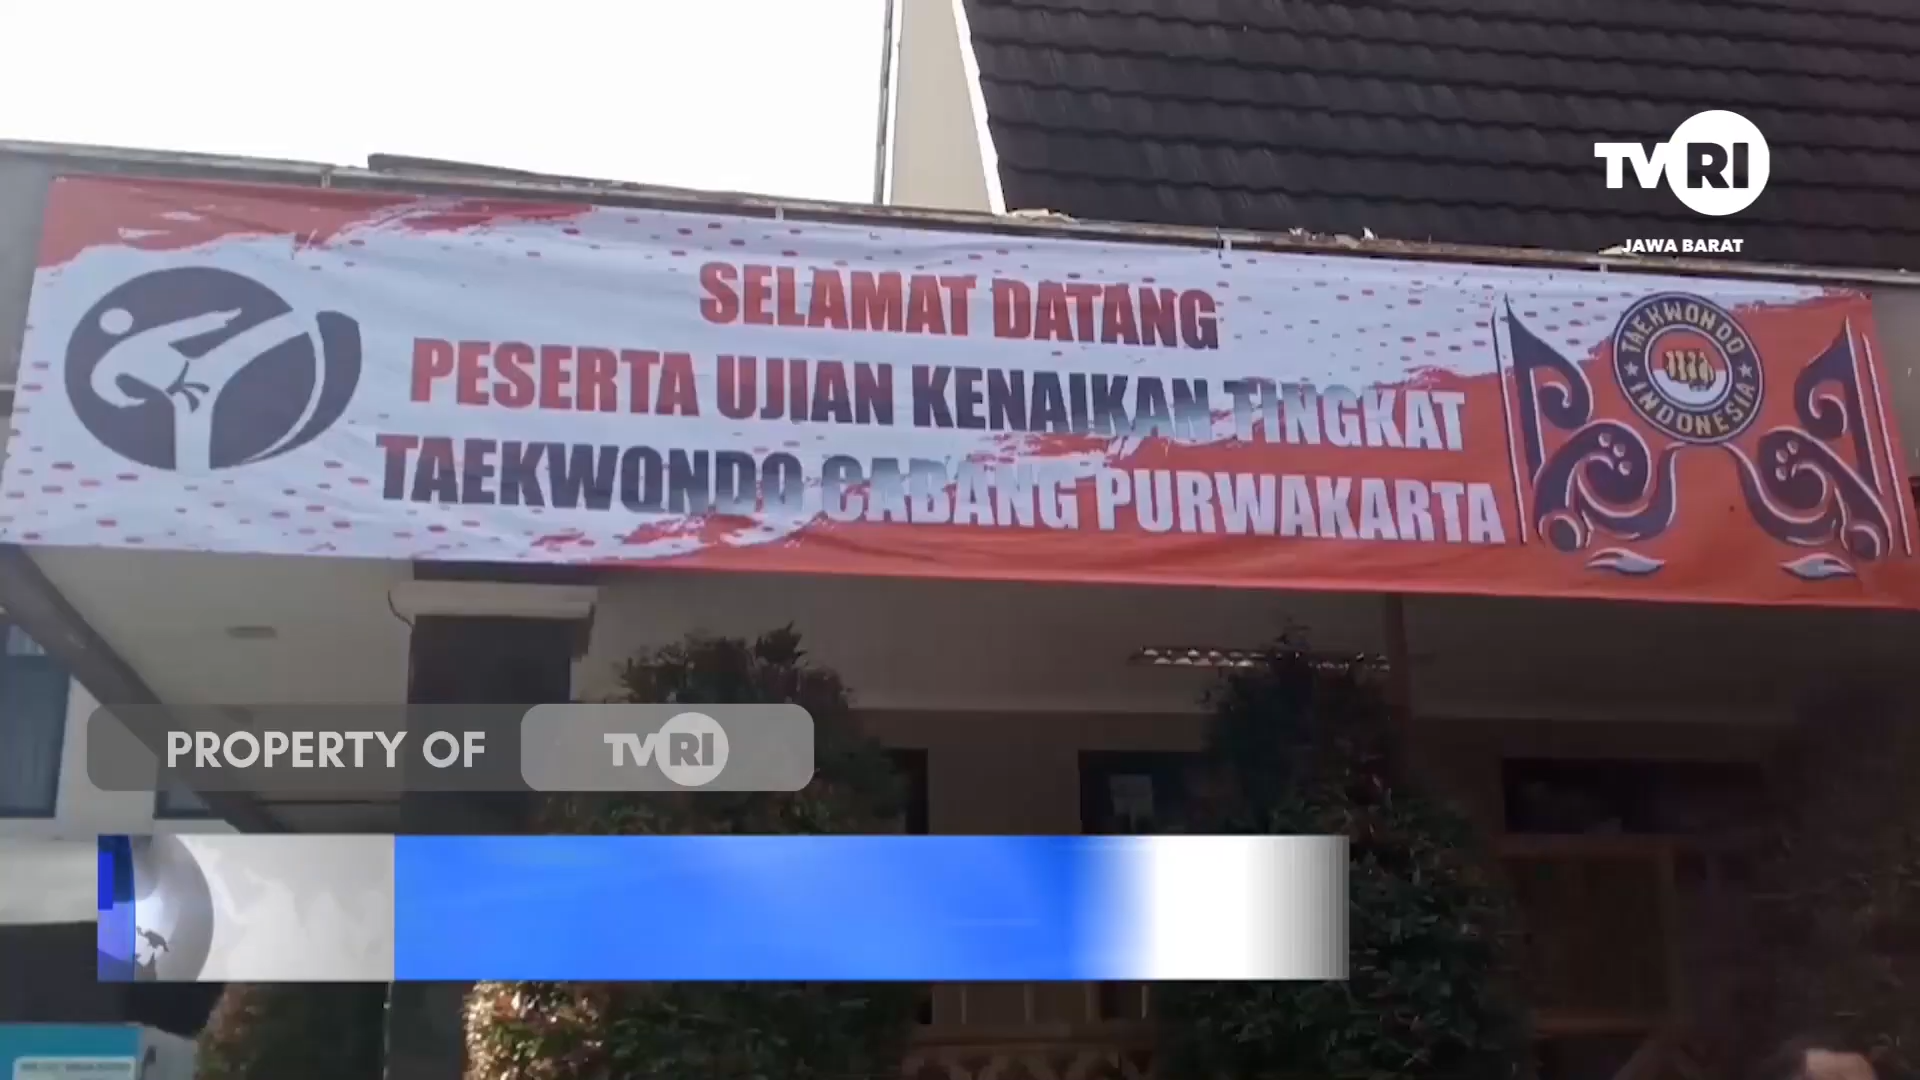 TVRI
JAWA BARAT
SELAMAT DATANG
PESERTA UJIAN KENAIKAN TINGKAT
TAEKWONDO CABANG PURWAKARTA
TAEKWONDO
INDONESIA
PROPERTY OF TVRI